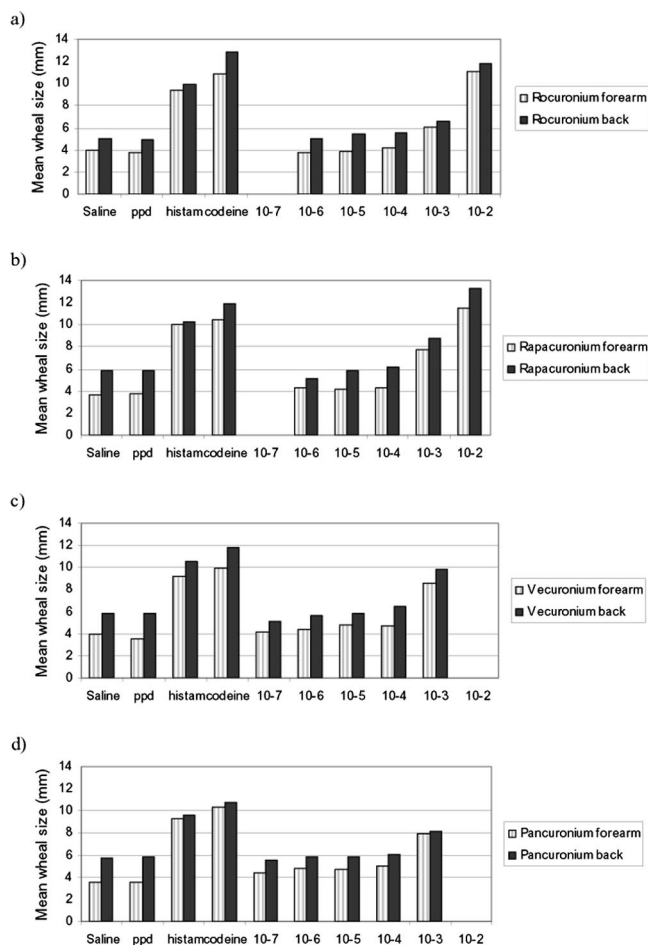 a)
Mean wheal size (mm)
14
12
10
8
6
4
2
0
Saline ppd histam codeine 10-7 10-6 10-5 10-4 10-3 10-2
Rocuronium forearm
Rocuronium back
b)
Mean wheal size (mm)
14
12
10
8
6
4
2
0
Saline ppd histam codeine 10-7 10-6 10-5 10-4 10-3 10-2
Rapacuronium forearm
Rapacuronium back
c)
Mean wheal size (mm)
14
12
10
8
6
4
2
0
Saline ppd histam codeine 10-7 10-6 10-5 10-4 10-3 10-2
Vecuronium forearm
Vecuronium back
d)
Mean wheal size (mm)
14
12
10
8
6
4
2
0
Saline ppd histam codeine 10-7 10-6 10-5 10-4 10-3 10-2
Pancuronium forearm
Pancuronium back